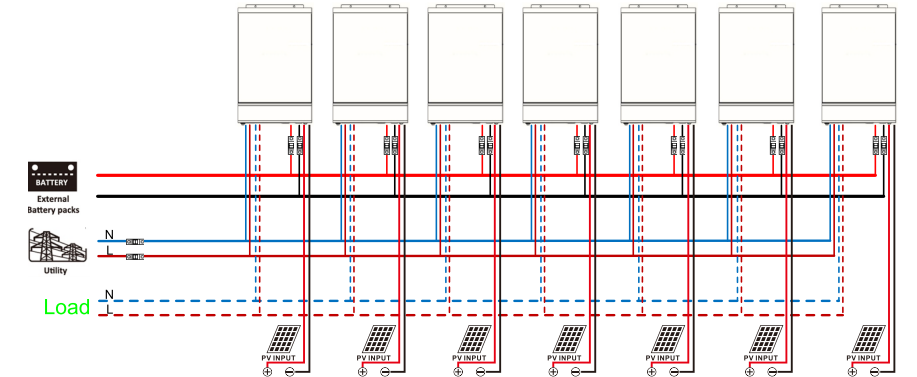 BATTERY
External
Battery packs
N
L
Utility
N
Load
L
PV INPUT
PV INPUT
PV INPUT
PV INPUT
PV INPUT
PV INPUT
PV INPUT
+ −
+ −
+ −
+ −
+ −
+ −
+ −